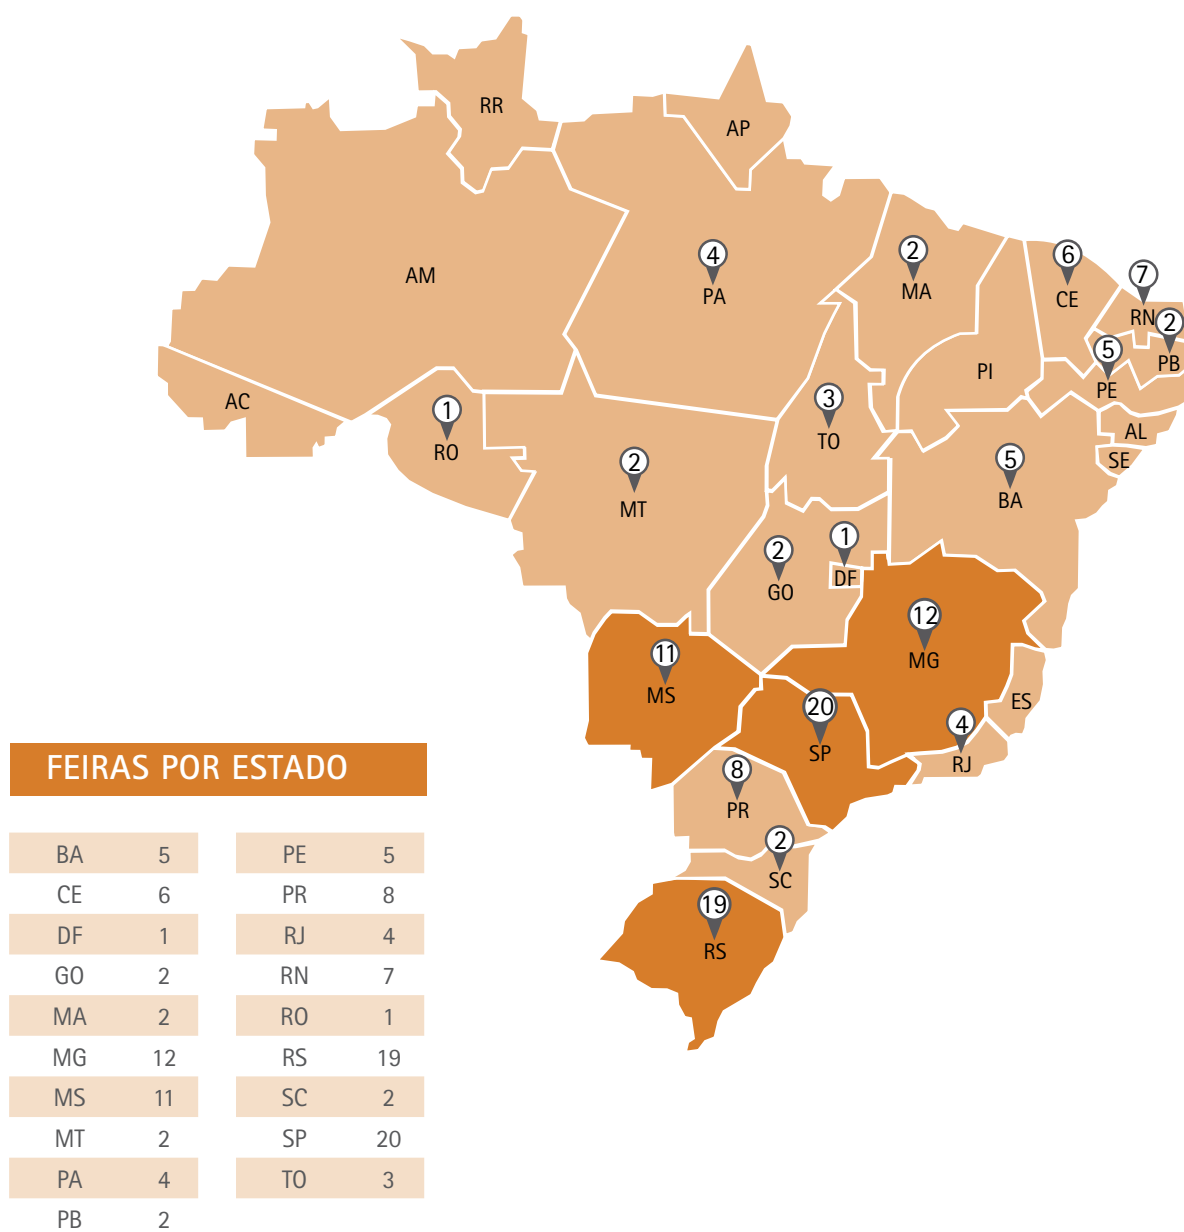 RR
AP
AM
4
PA
2
MA
6
CE
7
RN
2
PB
5
PE
PI
AC
1
RO
3
TO
AL
SE
2
MT
5
BA
2
GO
1
DF
12
MG
11
MS
ES
20
SP
4
RJ
8
PR
2
SC
19
RS
FEIRAS POR ESTADO
BA 5 PE 5
CE 6 PR 8
DF 1 RJ 4
GO 2 RN 7
MA 2 RO 1
MG 12 RS 19
MS 11 SC 2
MT 2 SP 20
PA 4 TO 3
PB 2